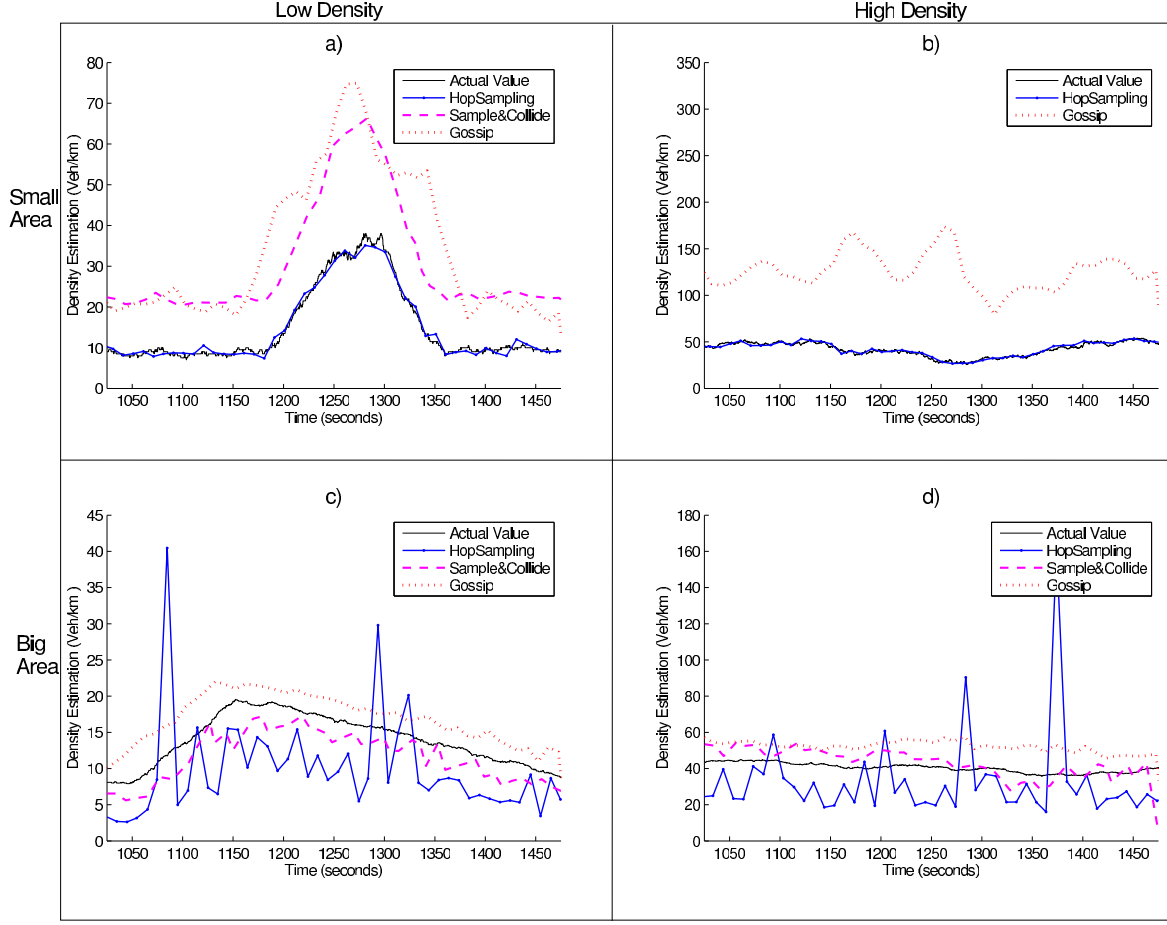 Low Density
High Density
Small
Area
Big
Area
a)
Density Estimation (Veh/km )
80
70
60
50
40
30
20
10
0
Actual Value
HopSampling
Sample&Collide
Gossip
1050 1100 1150 1200 1250 1300 1350 1400 1450
Time (seconds)
b)
Density Estimation (Veh/km )
350
300
250
200
150
100
50
0
Actual Value
HopSampling
Gossip
1050 1100 1150 1200 1250 1300 1350 1400 1450
Time (seconds)
c)
Density Estimation (Veh/km )
45
40
35
30
25
20
15
10
5
0
Actual Value
HopSampling
Sample&Collide
Gossip
1050 1100 1150 1200 1250 1300 1350 1400 1450
Time (seconds)
d)
Density Estimation (Veh/km )
180
160
140
120
100
80
60
40
20
0
Actual Value
HopSampling
Sample&Collide
Gossip
1050 1100 1150 1200 1250 1300 1350 1400 1450
Time (seconds)